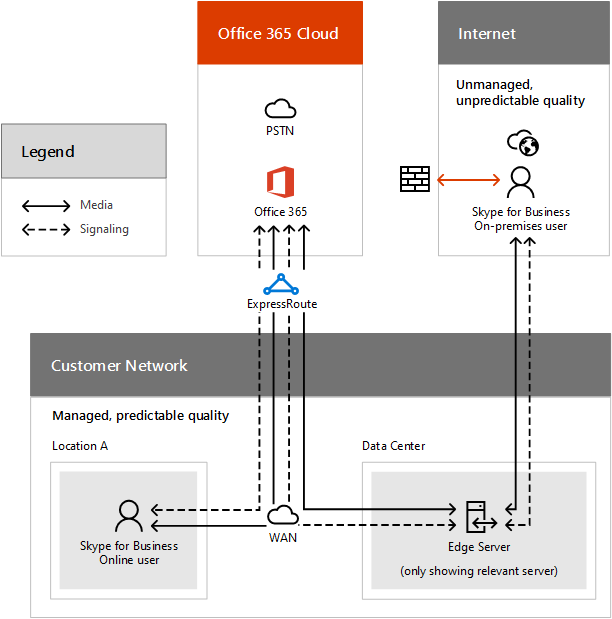 Office 365 Cloud
Internet
Unmanaged,
unpredictable quality
PSTN
Legend
Media
Signaling
Office 365
Skype for Business
On-premises user
ExpressRoute
Customer Network
Managed, predictable quality
Location A
Data Center
Skype for Business
Online user
WAN
Edge Server
(only showing relevant server)